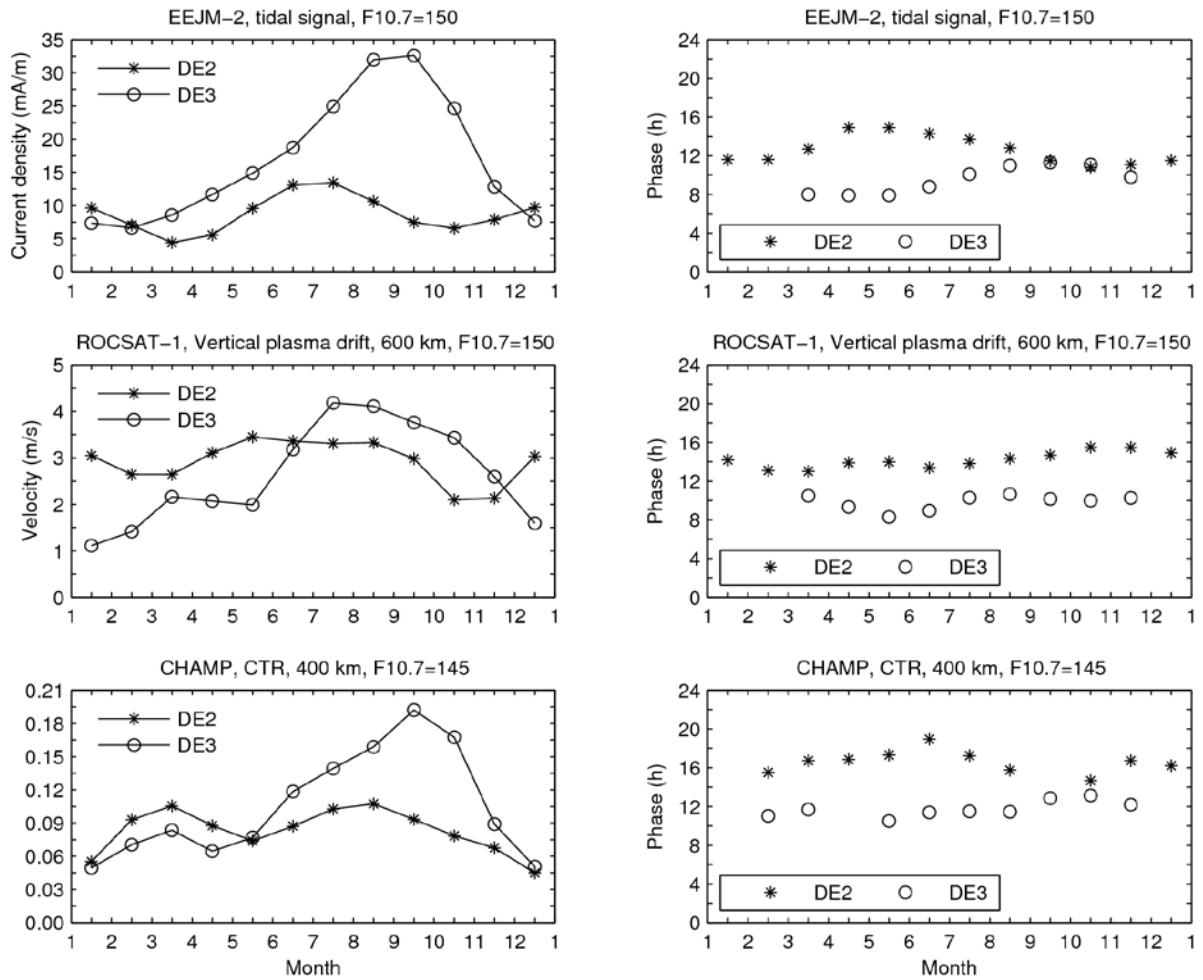 EEJM-2, tidal signal, F10.7=150
Current density (mA/m)
35
30
25
20
15
10
5
0
DE2
DE3
1 2 3 4 5 6 7 8 9 10 11 12 1
EEJM-2, tidal signal, F10.7=150
Phase (h)
24
20
16
12
8
4
0
DE2 DE3
1 2 3 4 5 6 7 8 9 10 11 12 1
ROCSAT-1, Vertical plasma drift, 600 km, F10.7=150
Velocity (m/s)
5
4
3
2
1
0
DE2
DE3
1 2 3 4 5 6 7 8 9 10 11 12 1
ROCSAT-1, Vertical plasma drift, 600 km, F10.7=150
Phase (h)
24
20
16
12
8
4
0
DE2 DE3
1 2 3 4 5 6 7 8 9 10 11 12 1
CHAMP, CTR, 400 km, F10.7=145
0.21
0.18
0.15
0.12
0.09
0.06
0.03
0.00
DE2
DE3
1 2 3 4 5 6 7 8 9 10 11 12 1
Month
CHAMP, CTR, 400 km, F10.7=145
Phase (h)
24
20
16
12
8
4
0
DE2 DE3
1 2 3 4 5 6 7 8 9 10 11 12 1
Month